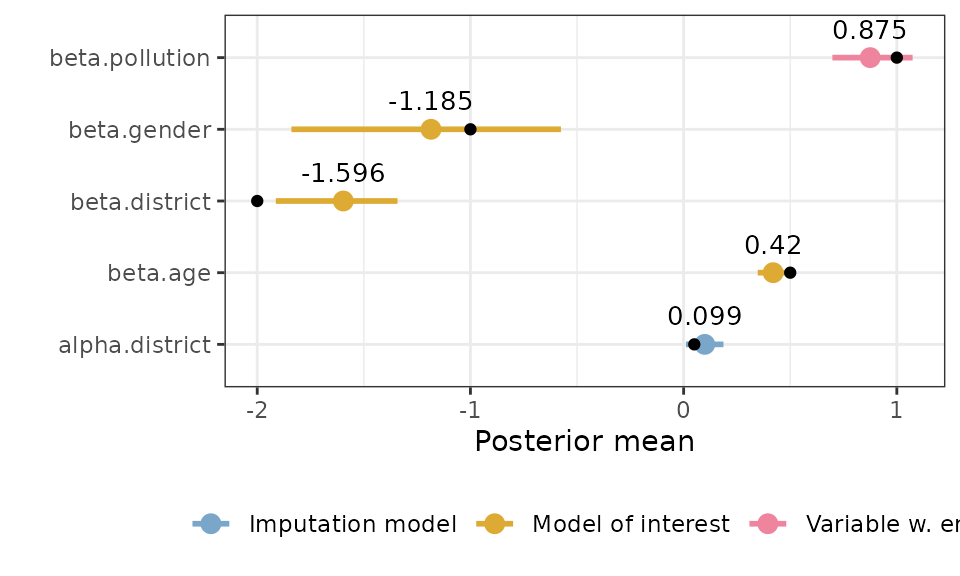 0.875
beta.pollution
-1.185
beta.gender
-1.596
beta.district
0.42
beta.age
0.099
alpha.district
-2 -1 0 1
Posterior mean
Imputation model Model of interest Variable w.